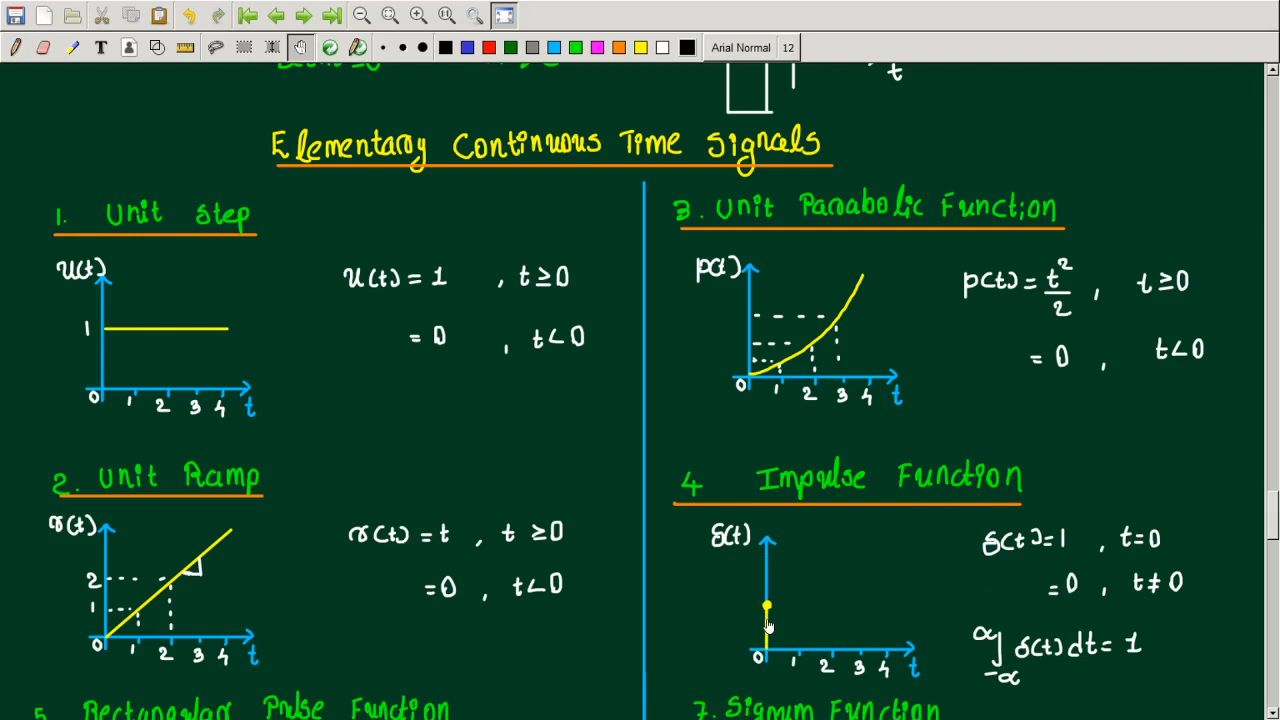 Arial Normal 12
t
Elementary Continuous Time Signals
1. Unit Step
u(t)
1
0 1 2 3 4 t
u(t) = 1 , t ≥ 0
= 0 , t < 0
2. Unit Ramp
r(t)
2
1
0 1 2 3 4 t
r(t) = t , t ≥ 0
= 0 , t < 0
3. Unit Parabolic Function
p(t)
0 1 2 3 4 t
p(t) = t²/2 , t ≥ 0
= 0 , t < 0
4 Impulse Function
δ(t)
0 1 2 3 4 t
δ(t) = 1 , t = 0
= 0 , t ≠ 0
∝
∫ δ(t) dt = 1
-∝
5. Rectangular Pulse Function
7. Signum Function